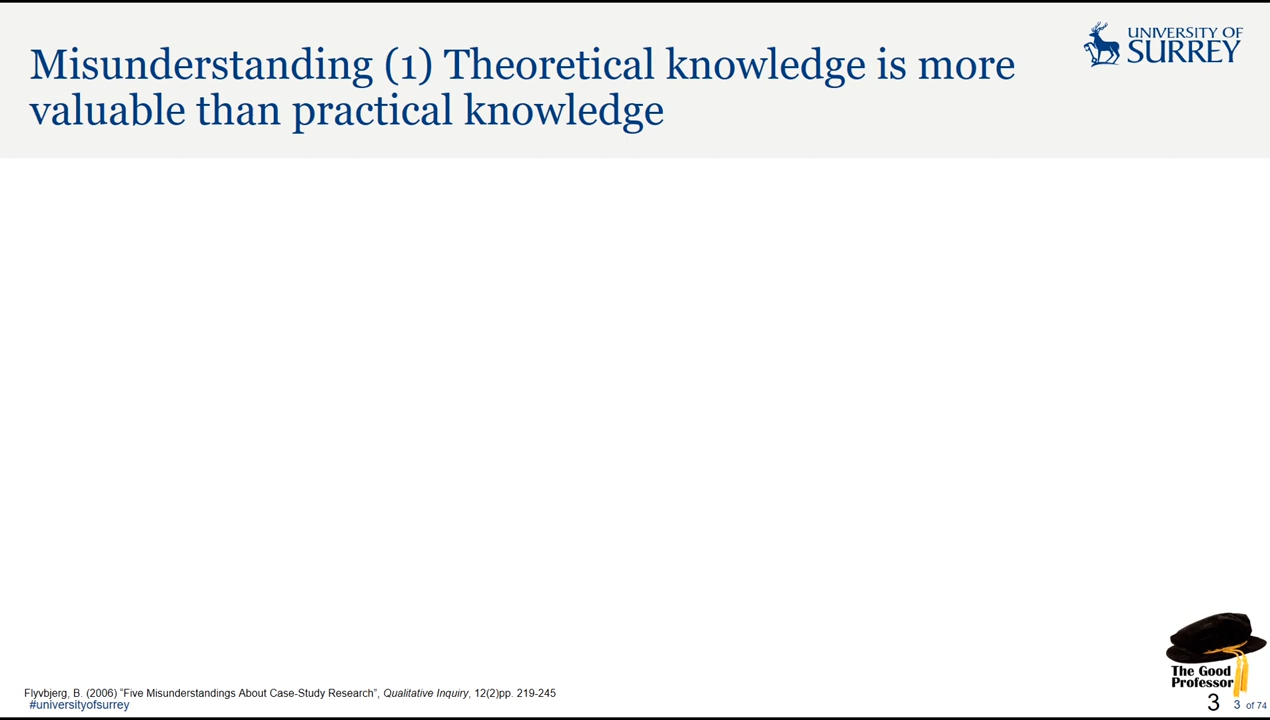 Misunderstanding (1) Theoretical knowledge is more
valuable than practical knowledge
UNIVERSITY OF
SURREY
Flyvbjerg, B. (2006) “Five Misunderstandings About Case-Study Research”, Qualitative Inquiry, 12(2)pp. 219-245
#universityofsurrey
The Good
Professor
3
3 of 74